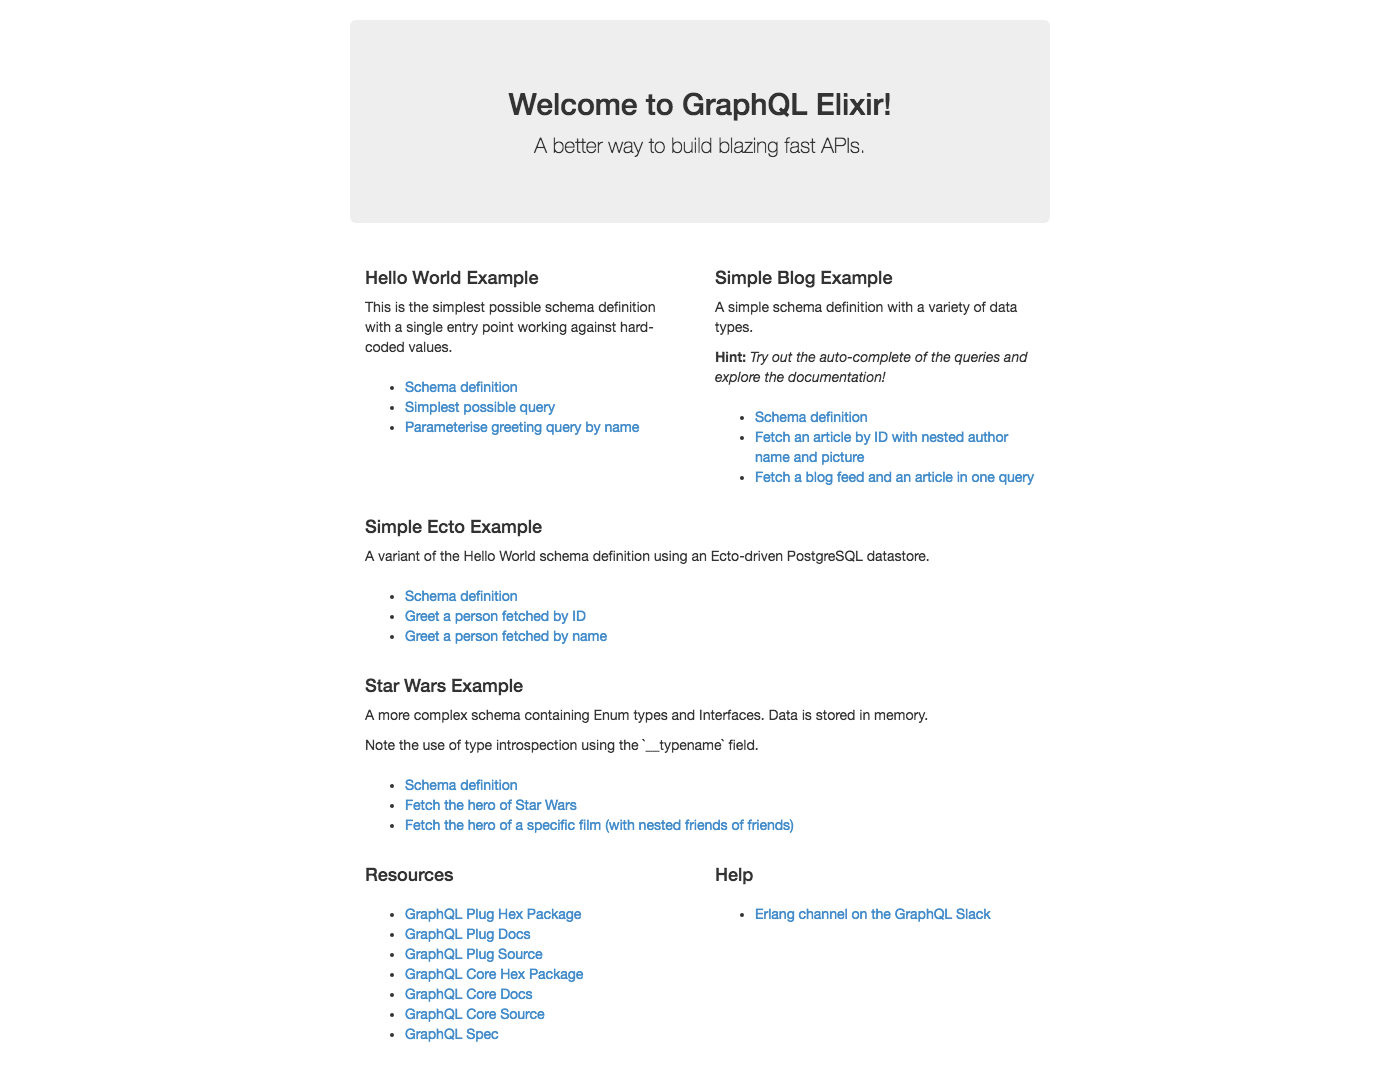 Welcome to GraphQL Elixir!
A better way to build blazing fast APIs.
Hello World Example
This is the simplest possible schema definition
with a single entry point working against hard-
coded values.
Schema definition
Simplest possible query
Parameterise greeting query by name
Simple Blog Example
A simple schema definition with a variety of data
types.
Hint: Try out the auto-complete of the queries and
explore the documentation!
Schema definition
Fetch an article by ID with nested author
name and picture
Fetch a blog feed and an article in one query
Simple Ecto Example
A variant of the Hello World schema definition using an Ecto-driven PostgreSQL datastore.
Schema definition
Greet a person fetched by ID
Greet a person fetched by name
Star Wars Example
A more complex schema containing Enum types and Interfaces. Data is stored in memory.
Note the use of type introspection using the `__typename` field.
Schema definition
Fetch the hero of Star Wars
Fetch the hero of a specific film (with nested friends of friends)
Resources
GraphQL Plug Hex Package
GraphQL Plug Docs
GraphQL Plug Source
GraphQL Core Hex Package
GraphQL Core Docs
GraphQL Core Source
GraphQL Spec
Help
Erlang channel on the GraphQL Slack